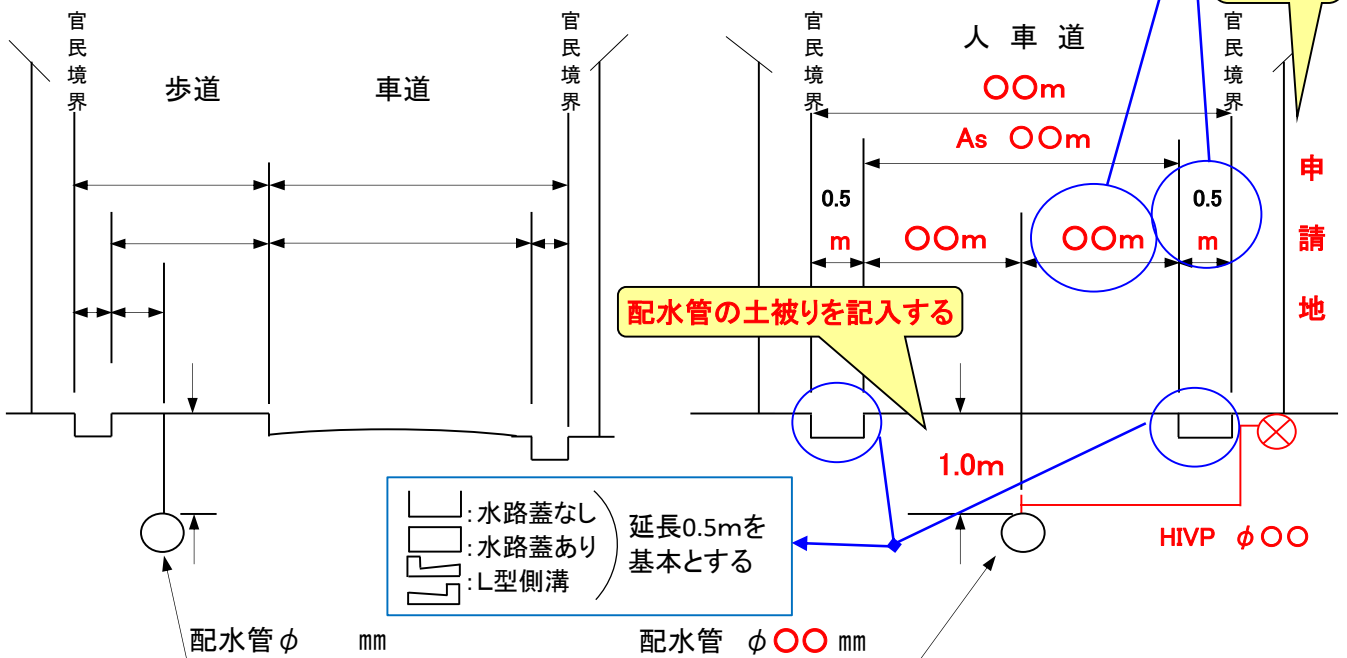 官民境界
歩道
車道
官民境界
官民境界
人車道
官民境界
〇〇m
As 〇〇m
0.5
m
〇〇m
〇〇m
0.5
m
申請地
配水管の土被りを記入する
1.0m
:水路蓋なし
:水路蓋あり
:L型側溝
延長0.5mを
基本とする
HIVP φ〇〇
配水管φ ㎜
配水管 φ〇〇 ㎜